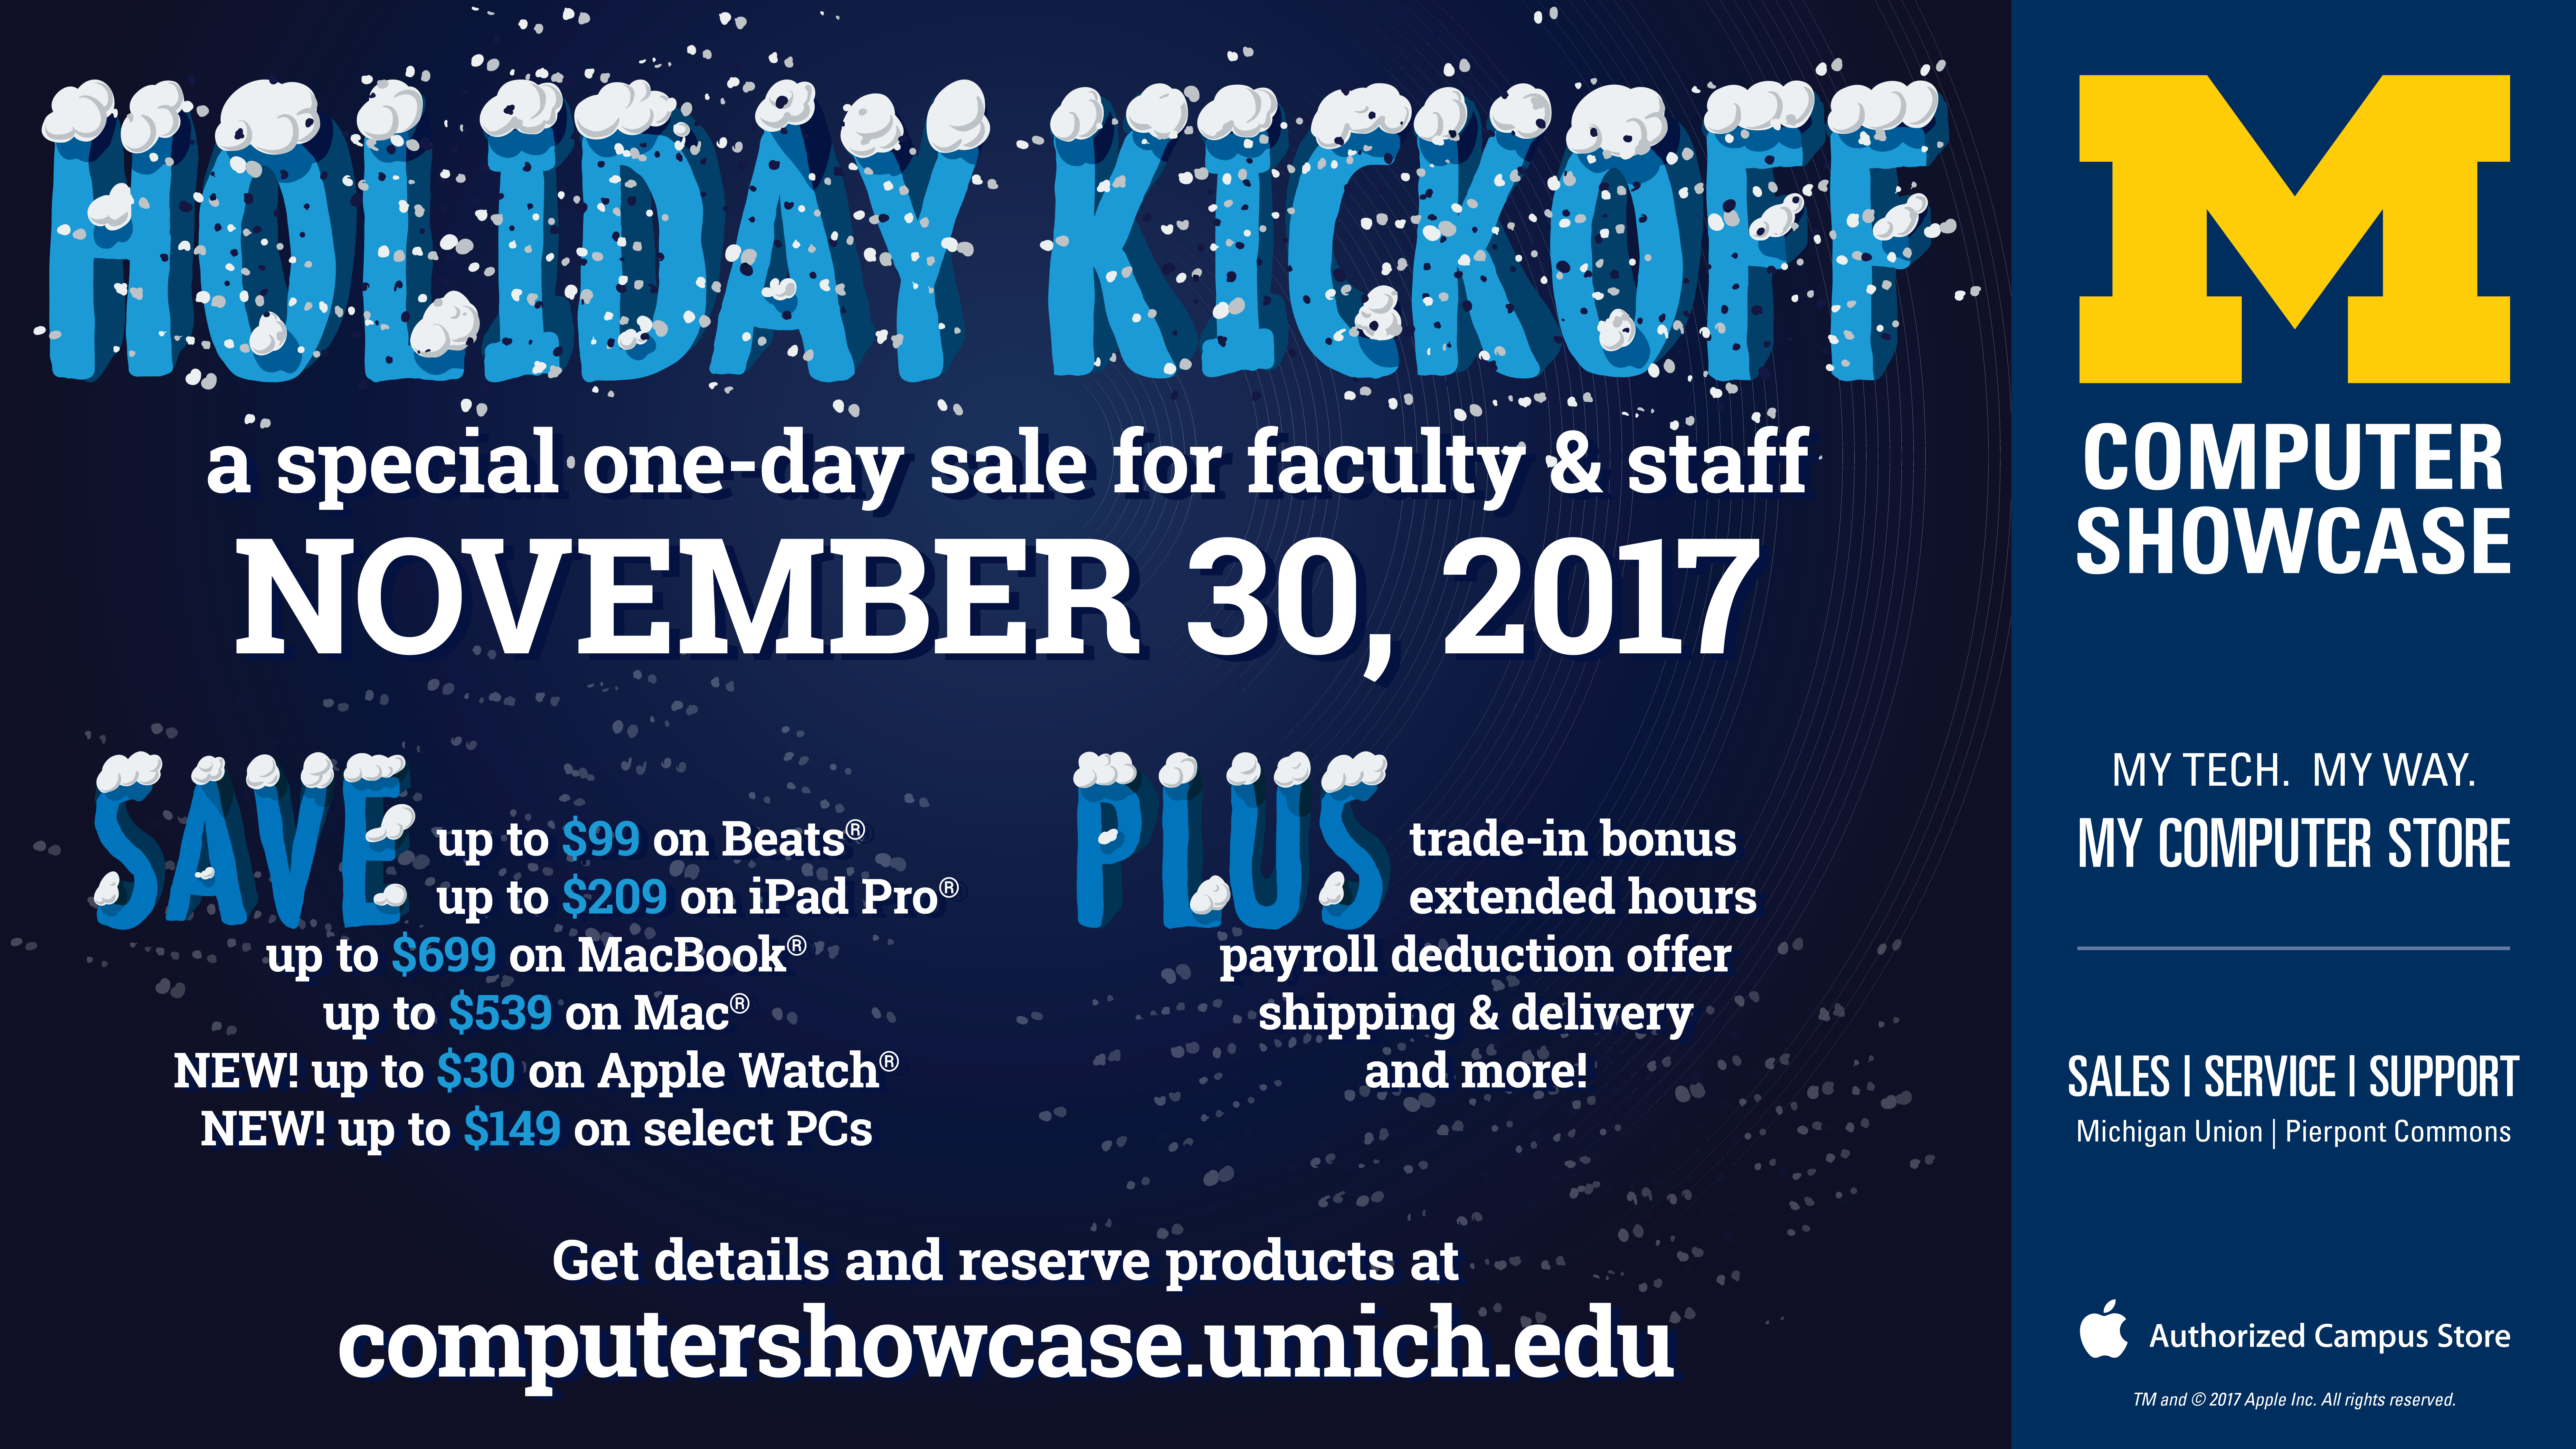 HOLIDAY KICKOFF
a special one-day sale for faculty & staff
NOVEMBER 30, 2017
SAVE
up to $99 on Beats®
up to $209 on iPad Pro®
up to $699 on MacBook®
up to $539 on Mac®
NEW! up to $30 on Apple Watch®
NEW! up to $149 on select PCs
PLUS
trade-in bonus
extended hours
payroll deduction offer
shipping & delivery
and more!
Get details and reserve products at
computershowcase.umich.edu
M
COMPUTER
SHOWCASE
MY TECH. MY WAY.
MY COMPUTER STORE
SALES | SERVICE | SUPPORT
Michigan Union | Pierpont Commons
Authorized Campus Store
TM and © 2017 Apple Inc. All rights reserved.